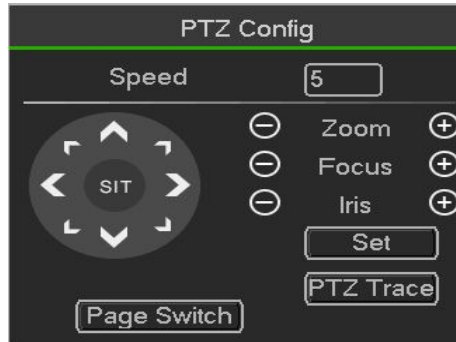 PTZ Config
Speed 5
Zoom
SIT
Focus
Iris
Set
PTZ Trace
Page Switch